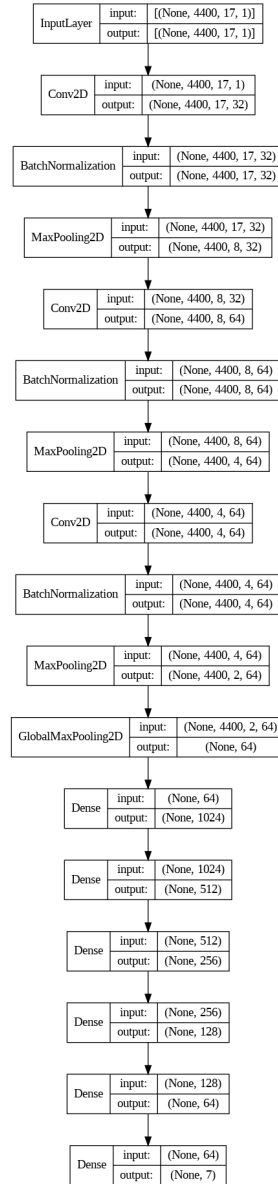 InputLayer input: [(None, 4400, 17, 1)]
output: [(None, 4400, 17, 1)]
Conv2D input: (None, 4400, 17, 1)
output: (None, 4400, 17, 32)
BatchNormalization input: (None, 4400, 17, 32)
output: (None, 4400, 17, 32)
MaxPooling2D input: (None, 4400, 17, 32)
output: (None, 4400, 8, 32)
Conv2D input: (None, 4400, 8, 32)
output: (None, 4400, 8, 64)
BatchNormalization input: (None, 4400, 8, 64)
output: (None, 4400, 8, 64)
MaxPooling2D input: (None, 4400, 8, 64)
output: (None, 4400, 4, 64)
Conv2D input: (None, 4400, 4, 64)
output: (None, 4400, 4, 64)
BatchNormalization input: (None, 4400, 4, 64)
output: (None, 4400, 4, 64)
MaxPooling2D input: (None, 4400, 4, 64)
output: (None, 4400, 2, 64)
GlobalMaxPooling2D input: (None, 4400, 2, 64)
output: (None, 64)
Dense input: (None, 64)
output: (None, 1024)
Dense input: (None, 1024)
output: (None, 512)
Dense input: (None, 512)
output: (None, 256)
Dense input: (None, 256)
output: (None, 128)
Dense input: (None, 128)
output: (None, 64)
Dense input: (None, 64)
output: (None, 7)